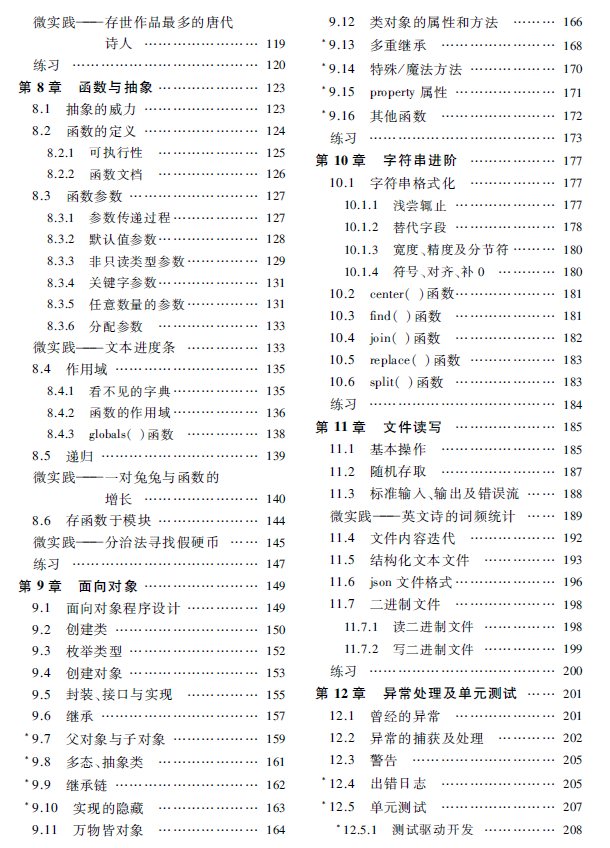 微实践——存世作品最多的唐代
诗人 …………………… 119
练习 ………………………………… 120
第 8 章 函数与抽象 ………………… 123
8.1 抽象的威力 …………………… 123
8.2 函数的定义 …………………… 124
8.2.1 可执行性 ………………… 125
8.2.2 函数文档 ………………… 126
8.3 函数参数 ……………………… 127
8.3.1 参数传递过程 …………… 127
8.3.2 默认值参数 ……………… 128
8.3.3 非只读类型参数 ………… 129
8.3.4 关键字参数 ……………… 131
8.3.5 任意数量的参数 ………… 131
8.3.6 分配参数 ………………… 133
微实践——文本进度条 …………… 133
8.4 作用域 ………………………… 135
8.4.1 看不见的字典 …………… 135
8.4.2 函数的作用域 …………… 136
8.4.3 globals( )函数 ………… 138
8.5 递归 …………………………… 139
微实践——一对兔兔与函数的
增长 …………………… 140
8.6 存函数于模块 ………………… 144
微实践——分治法寻找假硬币 …… 145
练习 ………………………………… 147
第 9 章 面向对象 …………………… 149
9.1 面向对象程序设计 …………… 149
9.2 创建类 ………………………… 150
9.3 枚举类型 ……………………… 152
9.4 创建对象 ……………………… 153
9.5 封装、接口与实现 …………… 155
9.6 继承 …………………………… 157
*9.7 父对象与子对象 …………… 159
*9.8 多态、抽象类 ……………… 161
*9.9 继承链 ……………………… 162
*9.10 实现的隐藏 ……………… 163
9.11 万物皆对象 ………………… 164
9.12 类对象的属性和方法 ……… 166
*9.13 多重继承 ………………… 168
*9.14 特殊/魔法方法 …………… 170
*9.15 property 属性 …………… 171
*9.16 其他函数 ………………… 172
练习 ………………………………… 173
第 10 章 字符串进阶 ……………… 177
10.1 字符串格式化 ……………… 177
10.1.1 浅尝辄止 ……………… 177
10.1.2 替代字段 ……………… 178
10.1.3 宽度、精度及分节符 …… 180
10.1.4 符号、对齐、补 0 ……… 180
10.2 center( )函数 ……………… 181
10.3 find( )函数 ………………… 181
10.4 join( )函数 ………………… 182
10.5 replace( )函数 …………… 183
10.6 split( )函数 ……………… 183
练习 ………………………………… 184
第 11 章 文件读写 ………………… 185
11.1 基本操作 …………………… 185
11.2 随机存取 …………………… 187
11.3 标准输入、输出及错误流 …… 188
微实践——英文诗的词频统计 …… 189
11.4 文件内容迭代 ……………… 192
11.5 结构化文本文件 …………… 193
11.6 json 文件格式 ……………… 196
11.7 二进制文件 ………………… 198
11.7.1 读二进制文件 ………… 198
11.7.2 写二进制文件 ………… 199
练习 ………………………………… 200
第 12 章 异常处理及单元测试 …… 201
12.1 曾经的异常 ………………… 201
12.2 异常的捕获及处理 ………… 202
12.3 警告 ………………………… 205
*12.4 出错日志 ………………… 205
*12.5 单元测试 ………………… 207
*12.5.1 测试驱动开发 ………… 208